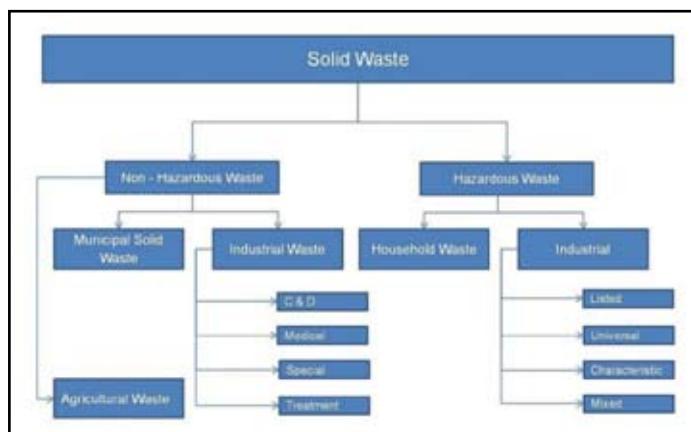 Solid Waste
Non - Hazardous Waste
Hazardous Waste
Municipal Solid
Waste
Industrial Waste
Household Waste
Industrial
C & D
Medical
Special
Treatment
Listed
Universal
Characteristic
Mixed
Agricultural Waste